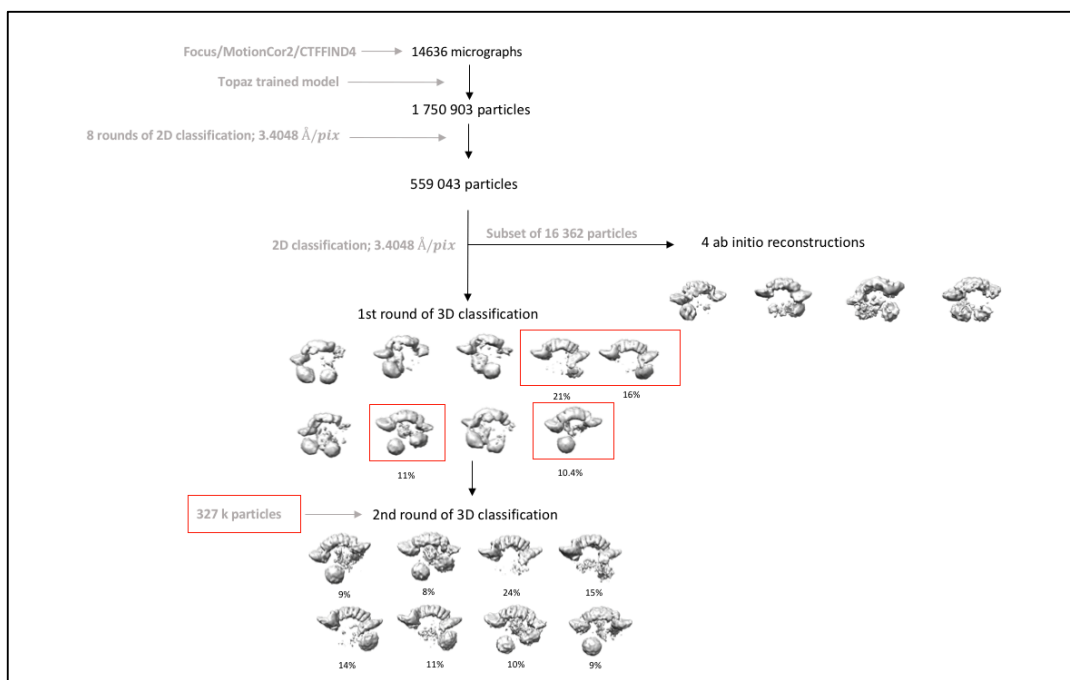 Focus/MotionCor2/CTFFIND4
14636 micrographs
Topaz trained model
1 750 903 particles
8 rounds of 2D classification; 3.4048 Å/pix
559 043 particles
2D classification; 3.4048 Å/pix
Subset of 16 362 particles
4 ab initio reconstructions
1st round of 3D classification
21%
16%
11%
10.4%
327 k particles
2nd round of 3D classification
9%
8%
24%
15%
14%
11%
10%
9%